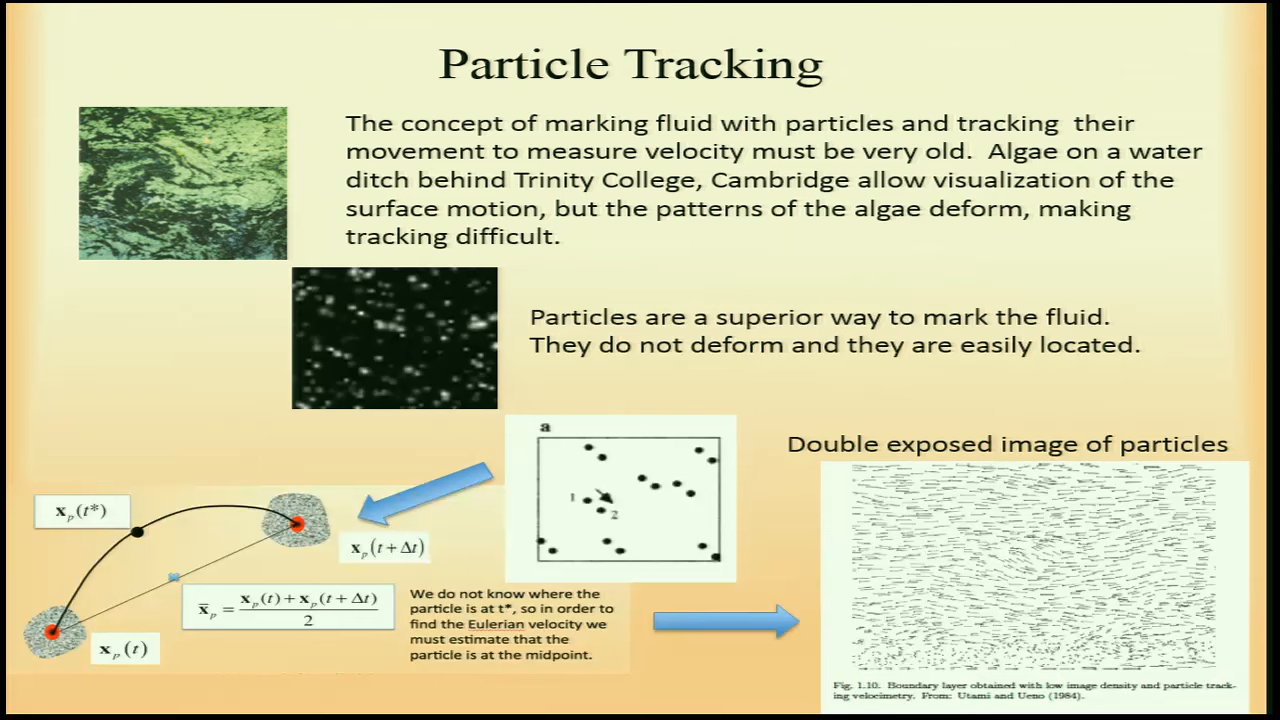 Particle Tracking
The concept of marking fluid with particles and tracking their
movement to measure velocity must be very old. Algae on a water
ditch behind Trinity College, Cambridge allow visualization of the
surface motion, but the patterns of the algae deform, making
tracking difficult.
Particles are a superior way to mark the fluid.
They do not deform and they are easily located.
a
1
2
Double exposed image of particles
x_p(t*)
x_p(t+Δt)
x̄_p = (x_p(t)+x_p(t+Δt))/2
x_p(t)
We do not know where the
particle is at t*, so in order to
find the Eulerian velocity we
must estimate that the
particle is at the midpoint.
Fig. 1.10. Boundary layer obtained with low image density and particle track-
ing velocimetry. From: Utami and Ueno (1984).